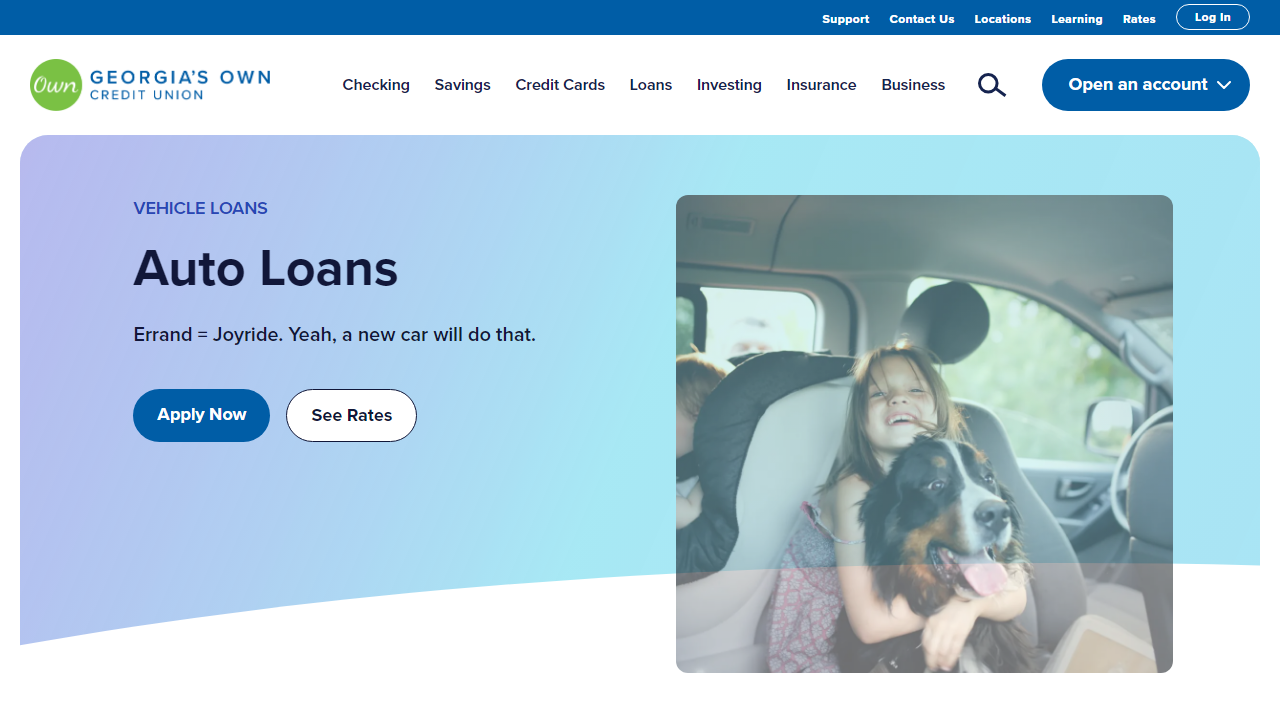 Support Contact Us Locations Learning Rates Log In
Own GEORGIA'S OWN
CREDIT UNION
Checking Savings Credit Cards Loans Investing Insurance Business Open an account
VEHICLE LOANS
Auto Loans
Errand = Joyride. Yeah, a new car will do that.
Apply Now See Rates